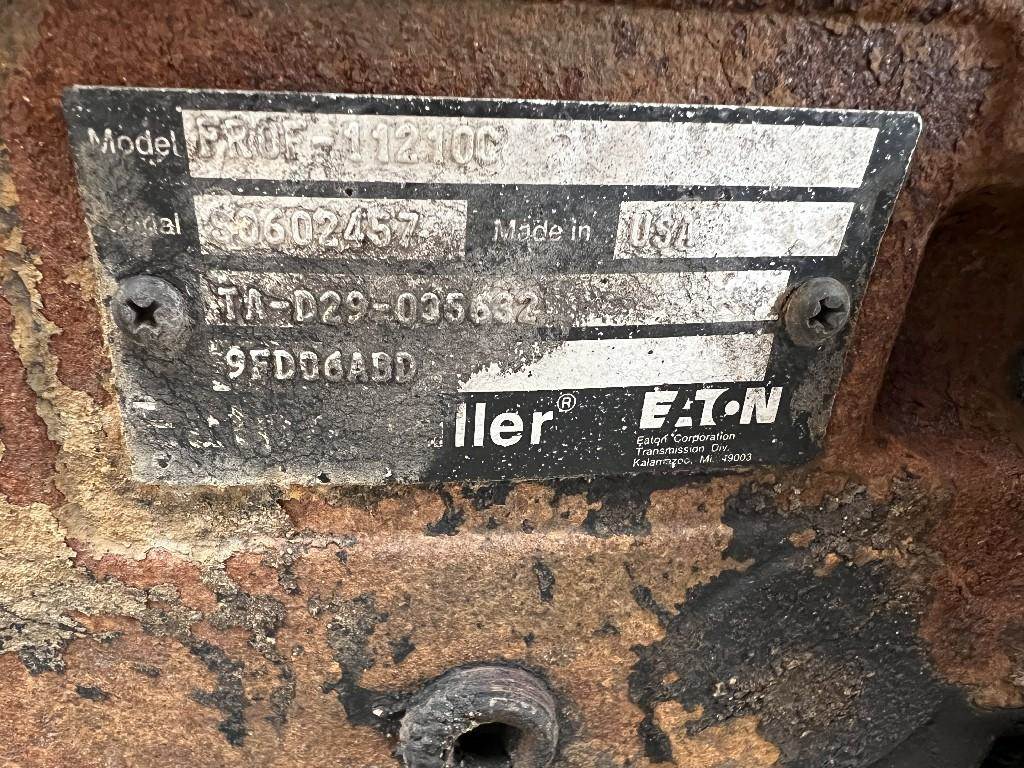 Model FROF-11210C
Serial S0602457 Made in USA
TA-D29-035632
ller® EATON
Eaton Corporation
Transmission Div.
Kalamazoo, MI. 49003